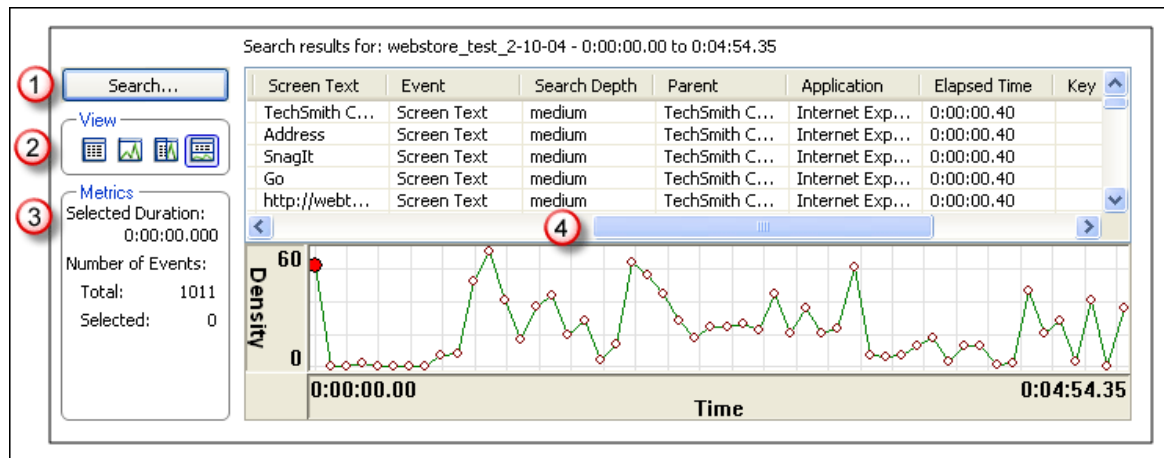 Search results for: webstore_test_2-10-04 - 0:00:00.00 to 0:04:54.35
1 Search...
View
2
Metrics
3 Selected Duration:
0:00:00.000
Number of Events:
Total: 1011
Selected: 0
Screen Text Event Search Depth Parent Application Elapsed Time Key
TechSmith C... Screen Text medium TechSmith C... Internet Exp... 0:00:00.40
Address Screen Text medium TechSmith C... Internet Exp... 0:00:00.40
SnagIt Screen Text medium TechSmith C... Internet Exp... 0:00:00.40
Go Screen Text medium TechSmith C... Internet Exp... 0:00:00.40
http://webt... Screen Text medium TechSmith C... Internet Exp... 0:00:00.40
4
60
Density
0
0:00:00.00 0:04:54.35
Time